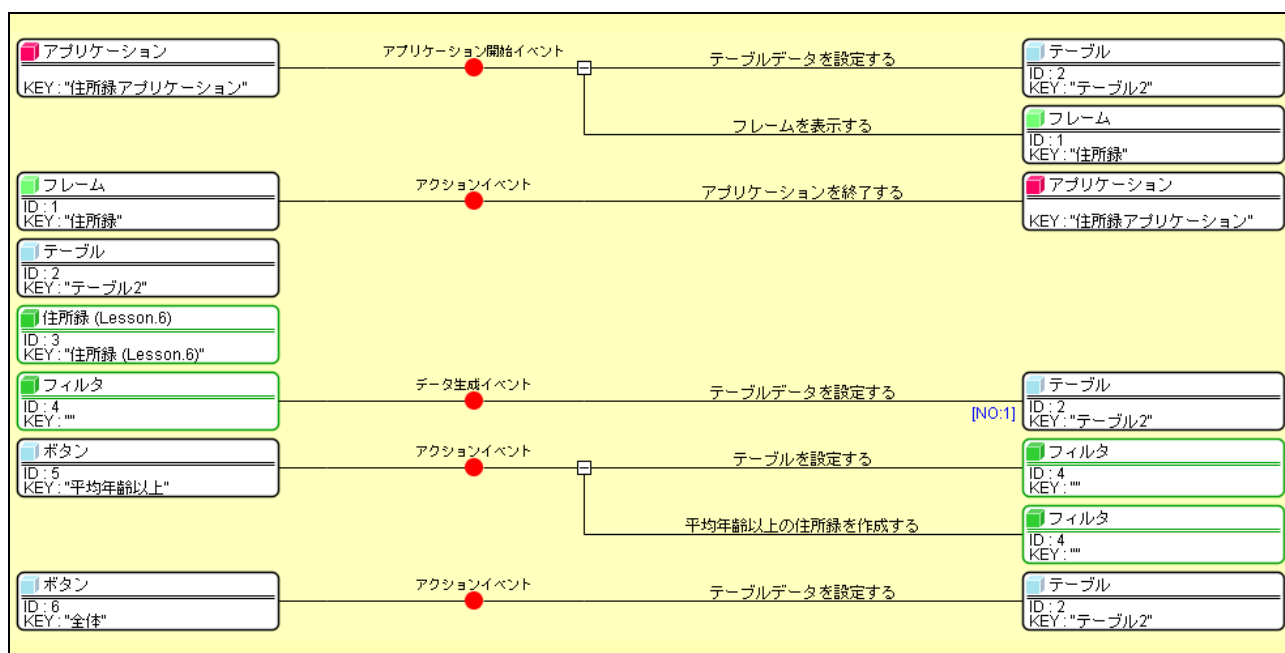 アプリケーション
KEY : "住所録アプリケーション"
アプリケーション開始イベント
テーブルデータを設定する
テーブル
ID : 2
KEY : "テーブル2"
フレームを表示する
フレーム
ID : 1
KEY : "住所録"
フレーム
ID : 1
KEY : "住所録"
アクションイベント
アプリケーションを終了する
アプリケーション
KEY : "住所録アプリケーション"
テーブル
ID : 2
KEY : "テーブル2"
住所録 (Lesson.6)
ID : 3
KEY : "住所録 (Lesson.6)"
フィルタ
ID : 4
KEY : ""
データ生成イベント
テーブルデータを設定する
[NO:1]
テーブル
ID : 2
KEY : "テーブル2"
ボタン
ID : 5
KEY : "平均年齢以上"
アクションイベント
テーブルを設定する
フィルタ
ID : 4
KEY : ""
平均年齢以上の住所録を作成する
フィルタ
ID : 4
KEY : ""
ボタン
ID : 6
KEY : "全体"
アクションイベント
テーブルデータを設定する
テーブル
ID : 2
KEY : "テーブル2"